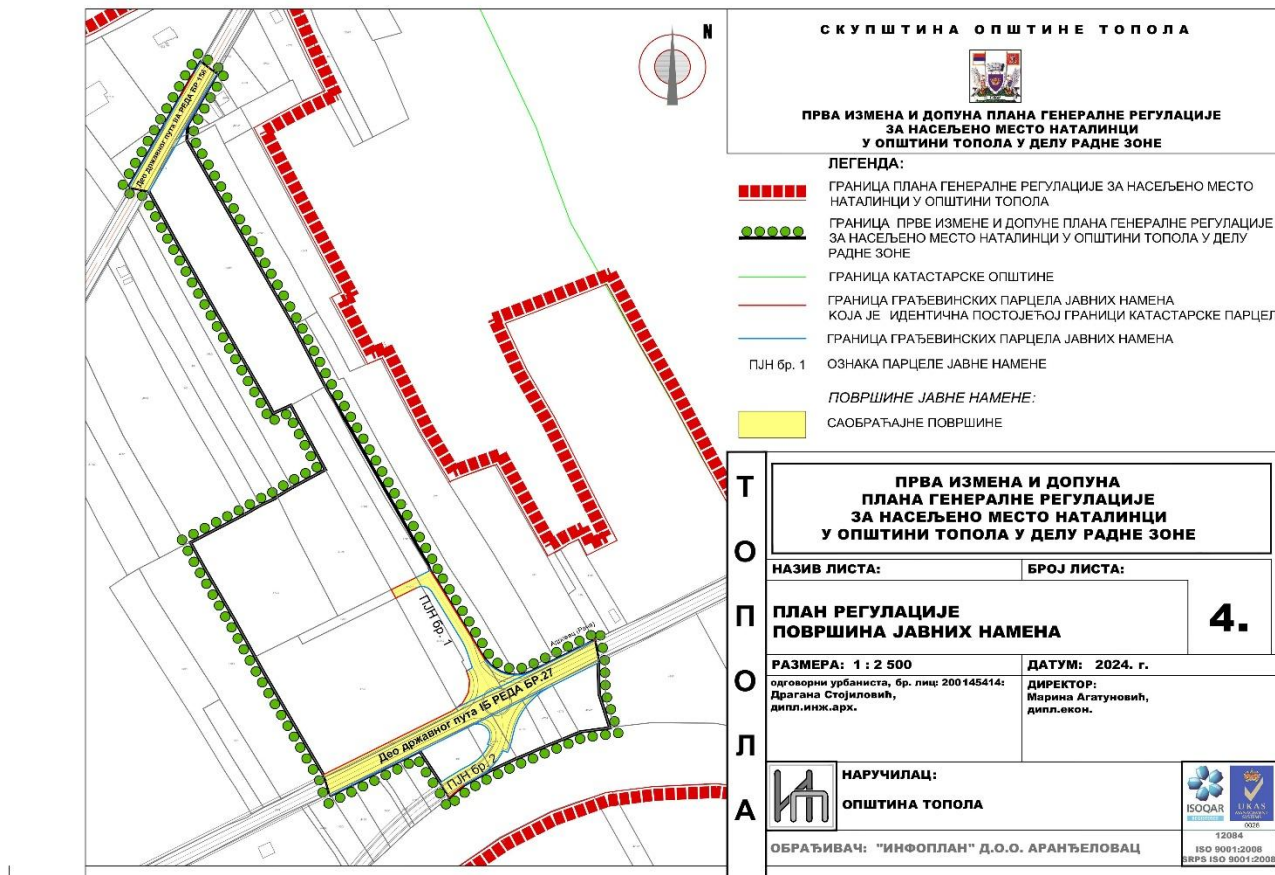 СКУПШТИНА ОПШТИНЕ ТОПОЛА
ПРВА ИЗМЕНА И ДОПУНА ПЛАНА ГЕНЕРАЛНЕ РЕГУЛАЦИЈЕ
ЗА НАСЕЉЕНО МЕСТО НАТАЛИНЦИ
У ОПШТИНИ ТОПОЛА У ДЕЛУ РАДНЕ ЗОНЕ
ЛЕГЕНДА:
ГРАНИЦА ПЛАНА ГЕНЕРАЛНЕ РЕГУЛАЦИЈЕ ЗА НАСЕЉЕНО МЕСТО
НАТАЛИНЦИ У ОПШТИНИ ТОПОЛА
ГРАНИЦА ПРВЕ ИЗМЕНЕ И ДОПУНЕ ПЛАНА ГЕНЕРАЛНЕ РЕГУЛАЦИЈЕ
ЗА НАСЕЉЕНО МЕСТО НАТАЛИНЦИ У ОПШТИНИ ТОПОЛА У ДЕЛУ
РАДНЕ ЗОНЕ
ГРАНИЦА КАТАСТАРСКЕ ОПШТИНЕ
ГРАНИЦА ГРАЂЕВИНСКИХ ПАРЦЕЛА ЈАВНИХ НАМЕНА
КОЈА ЈЕ ИДЕНТИЧНА ПОСТОЈЕЋОЈ ГРАНИЦИ КАТАСТАРСКЕ ПАРЦЕЛ
ГРАНИЦА ГРАЂЕВИНСКИХ ПАРЦЕЛА ЈАВНИХ НАМЕНА
ПЈН бр. 1 ОЗНАКА ПАРЦЕЛЕ ЈАВНЕ НАМЕНЕ
ПОВРШИНЕ ЈАВНЕ НАМЕНЕ:
САОБРАЋАЈНЕ ПОВРШИНЕ
N
Део државног пута IIА РЕДА БР.156
ПЈН бр. 1
Део државног пута IБ РЕДА БР.27
ПЈН бр. 2
ТОПОЛА
ПРВА ИЗМЕНА И ДОПУНА
ПЛАНА ГЕНЕРАЛНЕ РЕГУЛАЦИЈЕ
ЗА НАСЕЉЕНО МЕСТО НАТАЛИНЦИ
У ОПШТИНИ ТОПОЛА У ДЕЛУ РАДНЕ ЗОНЕ
НАЗИВ ЛИСТА: БРОЈ ЛИСТА:
ПЛАН РЕГУЛАЦИЈЕ
ПОВРШИНА ЈАВНИХ НАМЕНА
4.
РАЗМЕРА: 1 : 2 500 ДАТУМ: 2024. г.
одговорни урбаниста, бр. лиц: 200145414:
Драгана Стојиловић,
дипл.инж.арх.
ДИРЕКТОР:
Марина Агатуновић,
дипл.екон.
НАРУЧИЛАЦ:
ОПШТИНА ТОПОЛА
ОБРАЂИВАЧ: "ИНФОПЛАН" Д.О.О. АРАНЂЕЛОВАЦ
ISOQAR
UKAS
12084
ISO 9001:2008
SRPS ISO 9001:2008